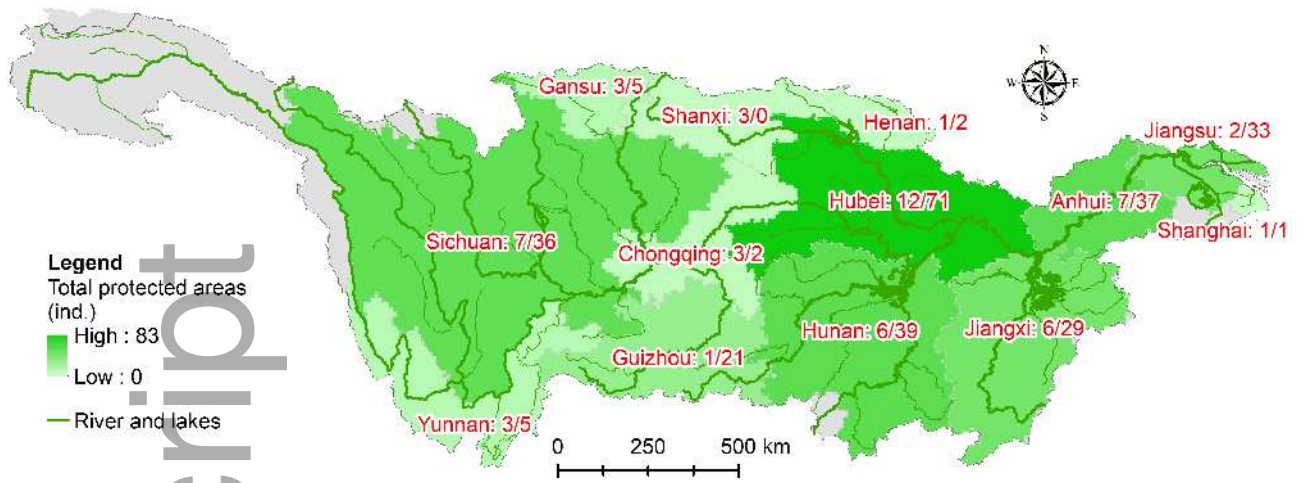 N
W E
S
Gansu: 3/5
Shanxi: 3/0
Henan: 1/2
Jiangsu: 2/33
Hubei: 12/71
Anhui: 7/37
Shanghai: 1/1
Sichuan: 7/36
Chongqing: 3/2
Hunan: 6/39
Jiangxi: 6/29
Guizhou: 1/21
Yunnan: 3/5
Legend
Total protected areas
(ind.)
High : 83
Low : 0
River and lakes
0 250 500 km
cript